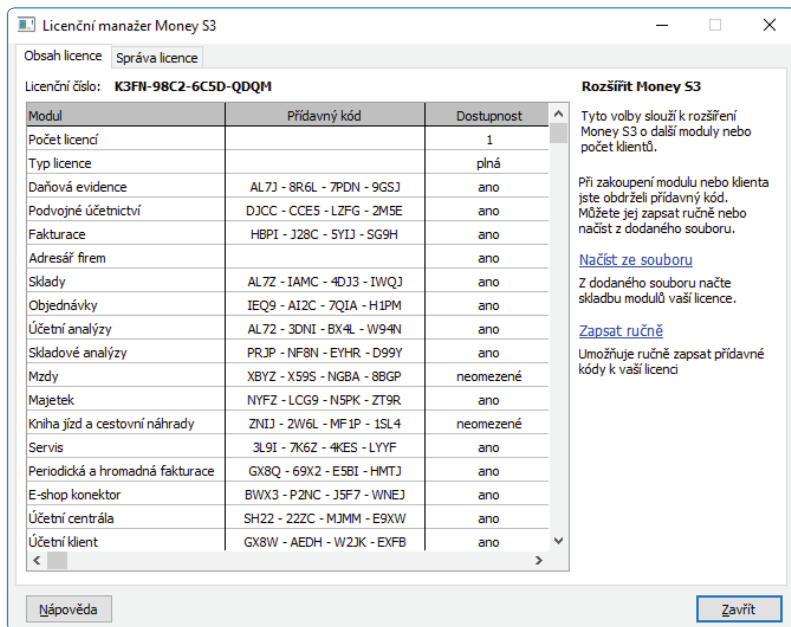 Licenční manažer Money S3
Obsah licence Správa licence
Licenční číslo: K3FN-98C2-6C5D-QDQM
Modul Přídavný kód Dostupnost
Počet licencí 1
Typ licence plná
Daňová evidence AL7J - 8R6L - 7PDN - 9GSJ ano
Podvojné účetnictví DJCC - CCE5 - LZFG - 2M5E ano
Fakturace HBPI - J28C - 5YIJ - SG9H ano
Adresář firem ano
Sklady AL7Z - IAMC - 4DJ3 - IWQJ ano
Objednávky IEQ9 - AI2C - 7QIA - H1PM ano
Účetní analýzy AL72 - 3DNI - BX4L - W94N ano
Skladové analýzy PRJP - NF8N - EYHR - D99Y ano
Mzdy XBYZ - X59S - NGBA - 8BGP neomezené
Majetek NYFZ - LCG9 - N5PK - ZT9R ano
Kniha jízd a cestovní náhrady ZNIJ - 2W6L - MF1P - 1SL4 neomezené
Servis 3L9I - 7K6Z - 4KES - LYYF ano
Periodická a hromadná fakturace GX8Q - 69X2 - E5BI - HMTJ ano
E-shop konektor BWX3 - P2NC - J5F7 - WNEJ ano
Účetní centrála SH22 - 22ZC - MJMM - E9XW ano
Účetní klient GX8W - AEDH - W2JK - EXFB ano
Rozšířit Money S3
Tyto volby slouží k rozšíření
Money S3 o další moduly nebo
počet klientů.
Při zakoupení modulu nebo klienta
jste obdrželi přídavný kód.
Můžete jej zapsat ručně nebo
načíst z dodaného souboru.
Načíst ze souboru
Z dodaného souboru načte
skladbu modulů vaší licence.
Zapsat ručně
Umožňuje ručně zapsat přídavné
kódy k vaší licenci
Nápověda Zavřít